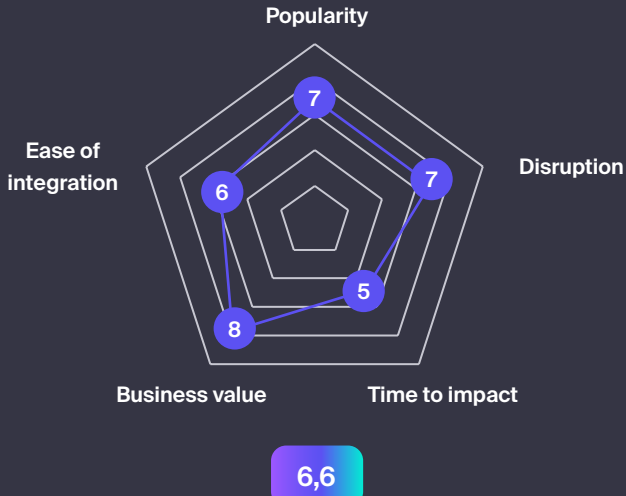 Popularity
7
Ease of
integration
Disruption
7
6
5
8
Business value
Time to impact
6,6